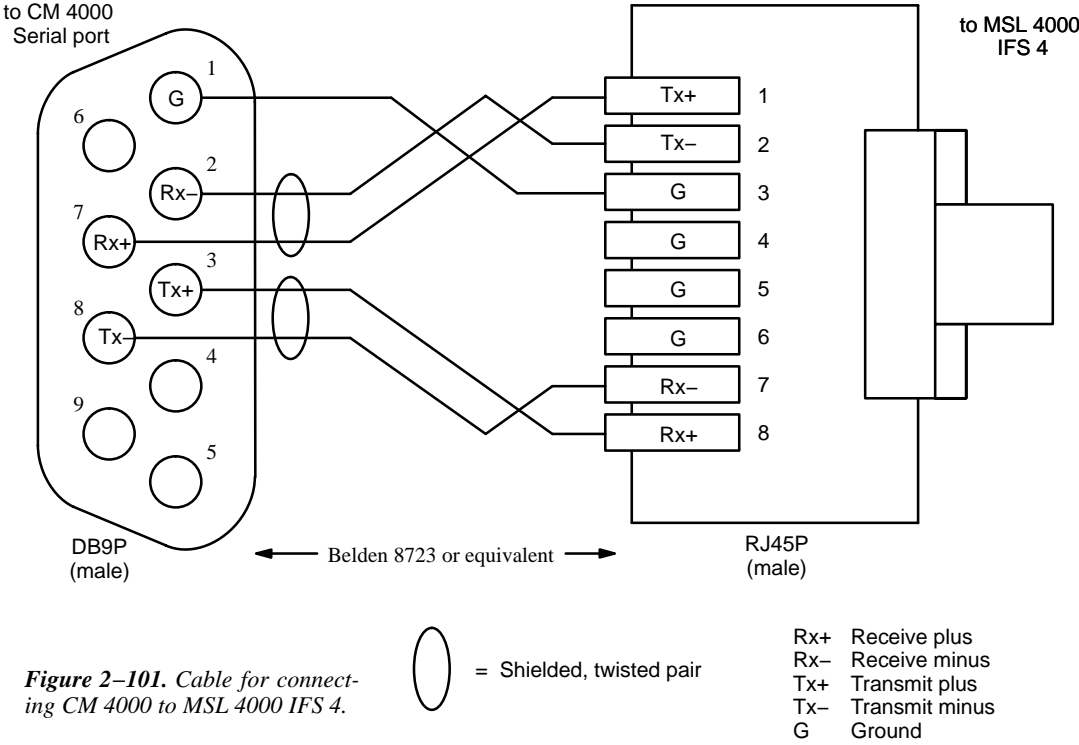 to CM 4000
Serial port
to MSL 4000
IFS 4
1
G
6
2
Rx−
7
Rx+
3
Tx+
8
Tx−
4
9
5
Tx+ 1
Tx− 2
G 3
G 4
G 5
G 6
Rx− 7
Rx+ 8
DB9P
(male)
Belden 8723 or equivalent
RJ45P
(male)
Figure 2−101. Cable for connect-
ing CM 4000 to MSL 4000 IFS 4.
= Shielded, twisted pair
Rx+ Receive plus
Rx− Receive minus
Tx+ Transmit plus
Tx− Transmit minus
G Ground